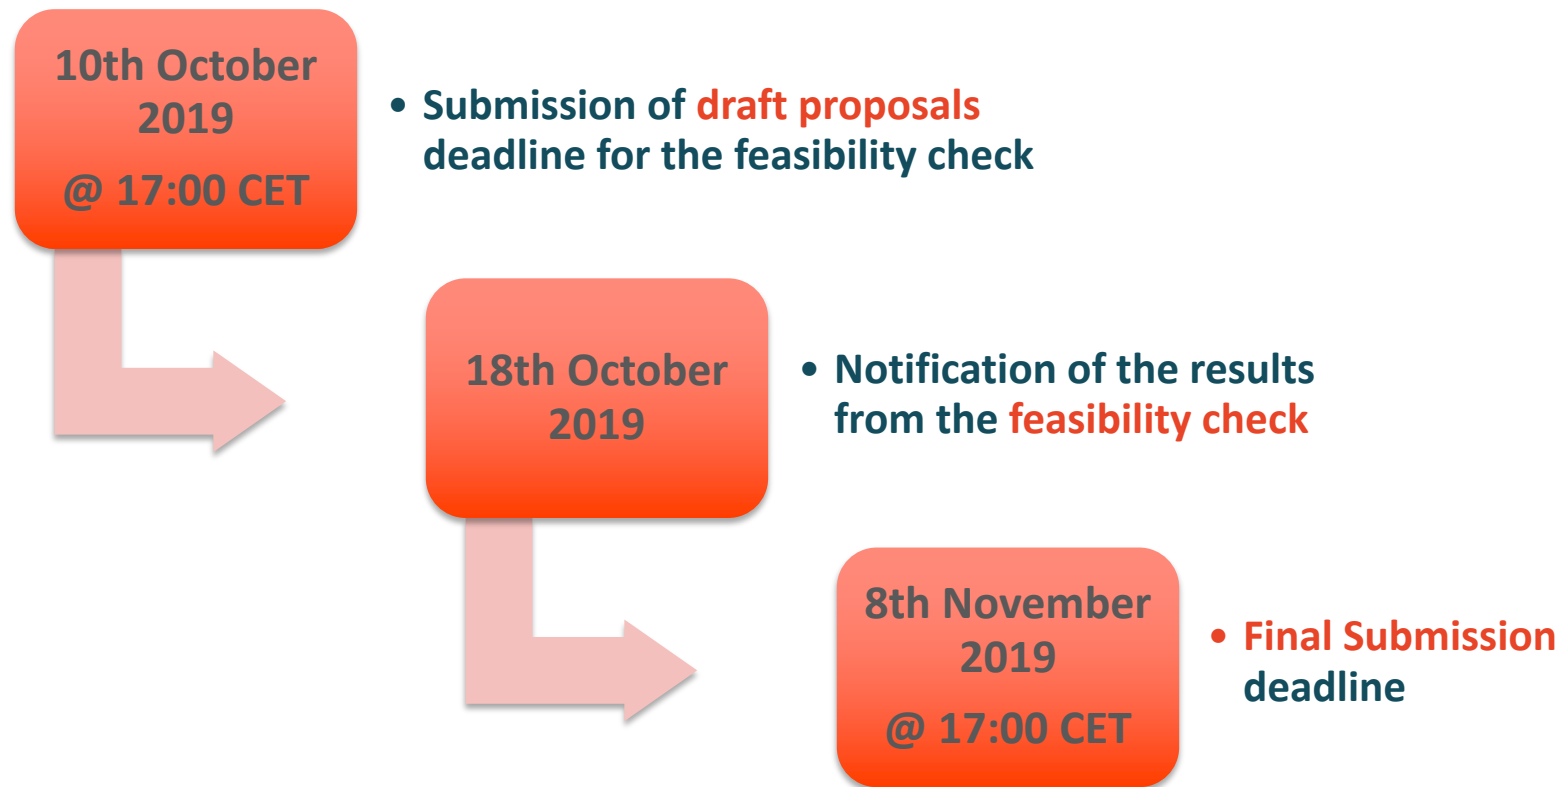 10th October
2019
@ 17:00 CET
• Submission of draft proposals
deadline for the feasibility check
18th October
2019
• Notification of the results
from the feasibility check
8th November
2019
@ 17:00 CET
• Final Submission
deadline